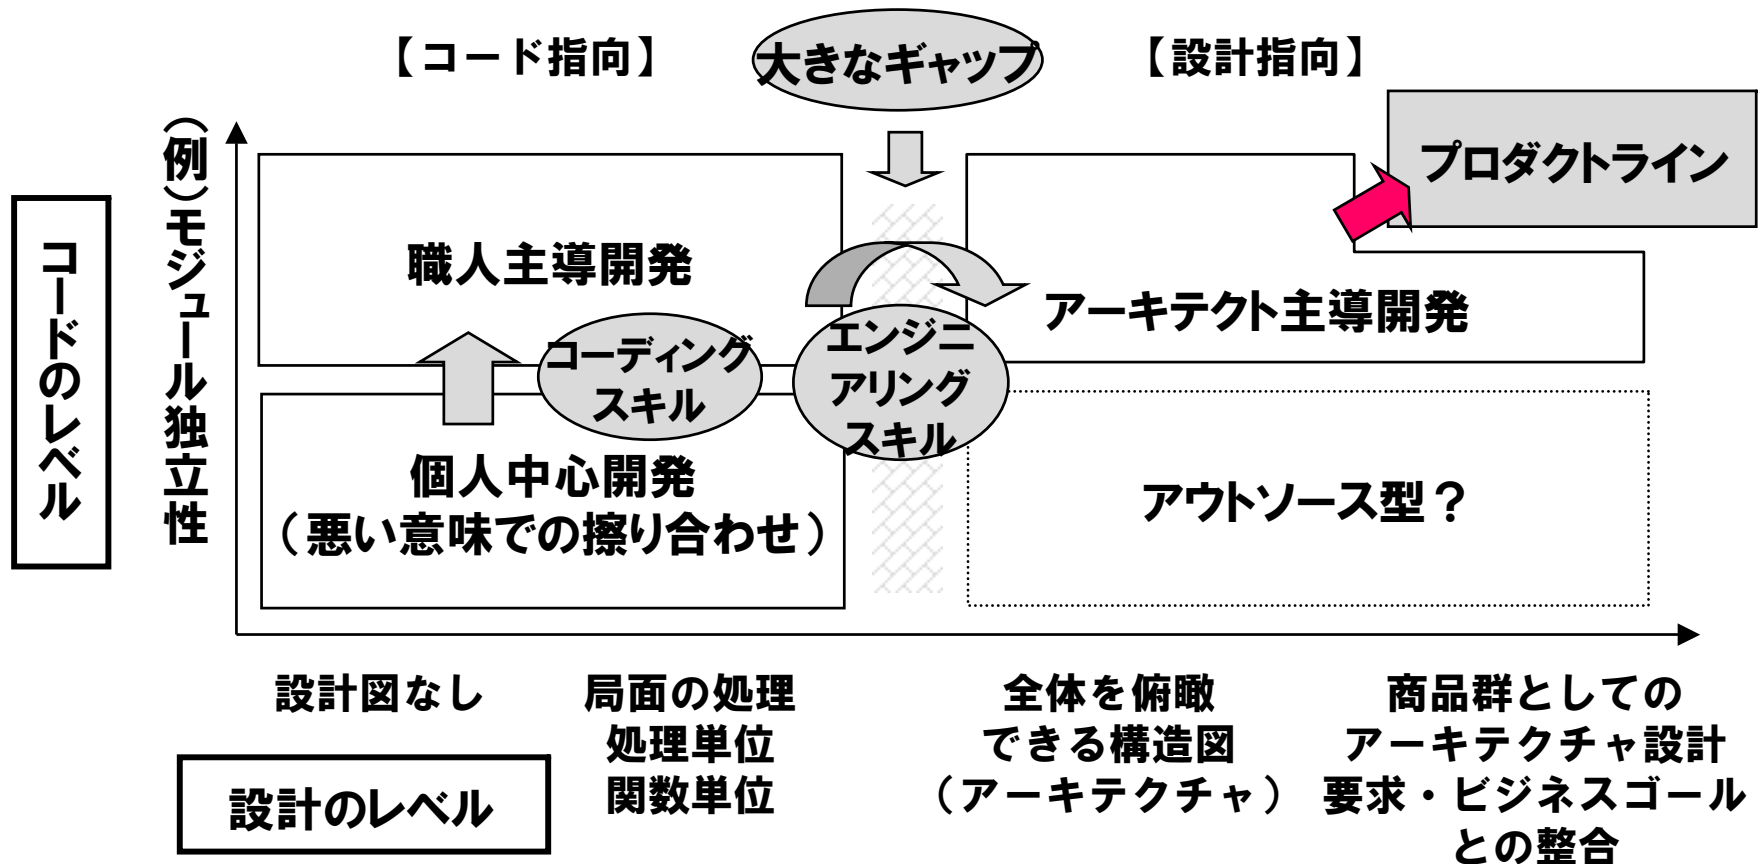 【コード指向】
大きなギャップ
【設計指向】
プロダクトライン
コードのレベル
(例)モジュール独立性
職人主導開発
アーキテクト主導開発
コーディング
スキル
エンジニ
アリング
スキル
個人中心開発
(悪い意味での擦り合わせ)
アウトソース型？
設計図なし
局面の処理
処理単位
関数単位
全体を俯瞰
できる構造図
(アーキテクチャ)
商品群としての
アーキテクチャ設計
要求・ビジネスゴール
との整合
設計のレベル